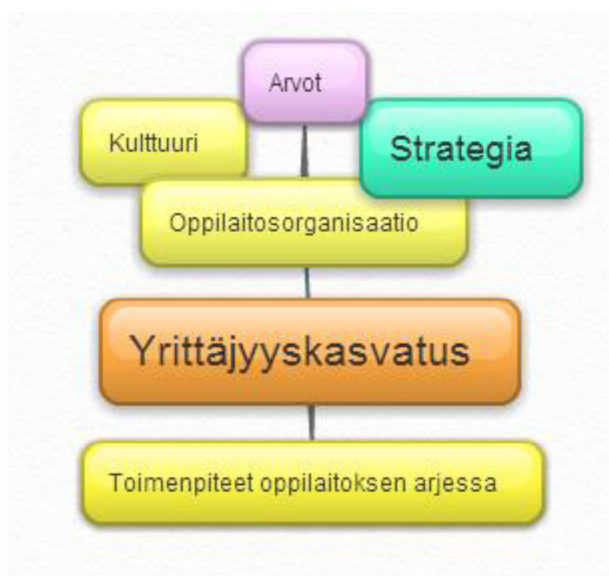 Arvot
Kulttuuri
Strategia
Oppilaitosorganisaatio
Yrittäjyyskasvatus
Toimenpiteet oppilaitoksen arjessa